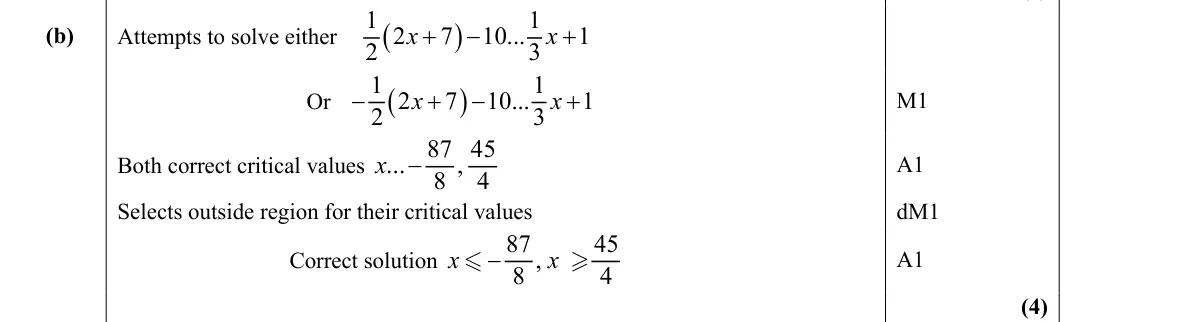 (b) Attempts to solve either 1/2(2x+7)−10...1/3x+1
Or −1/2(2x+7)−10...1/3x+1 M1
Both correct critical values x...−87/8, 45/4 A1
Selects outside region for their critical values dM1
Correct solution x⩽−87/8, x ⩾45/4 A1
(4)